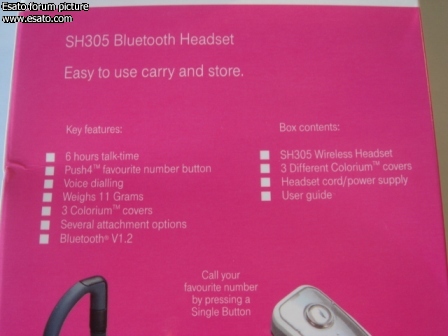 Esato forum picture
www.esato.com
SH305 Bluetooth Headset
Easy to use carry and store.
Key features:
6 hours talk-time
Push4™ favourite number button
Voice dialling
Weighs 11 Grams
3 Colorium™ covers
Several attachment options
Bluetooth® V1.2
Box contents:
SH305 Wireless Headset
3 Different Colorium™ covers
Headset cord/power supply
User guide
Call your
favourite number
by pressing a
Single Button